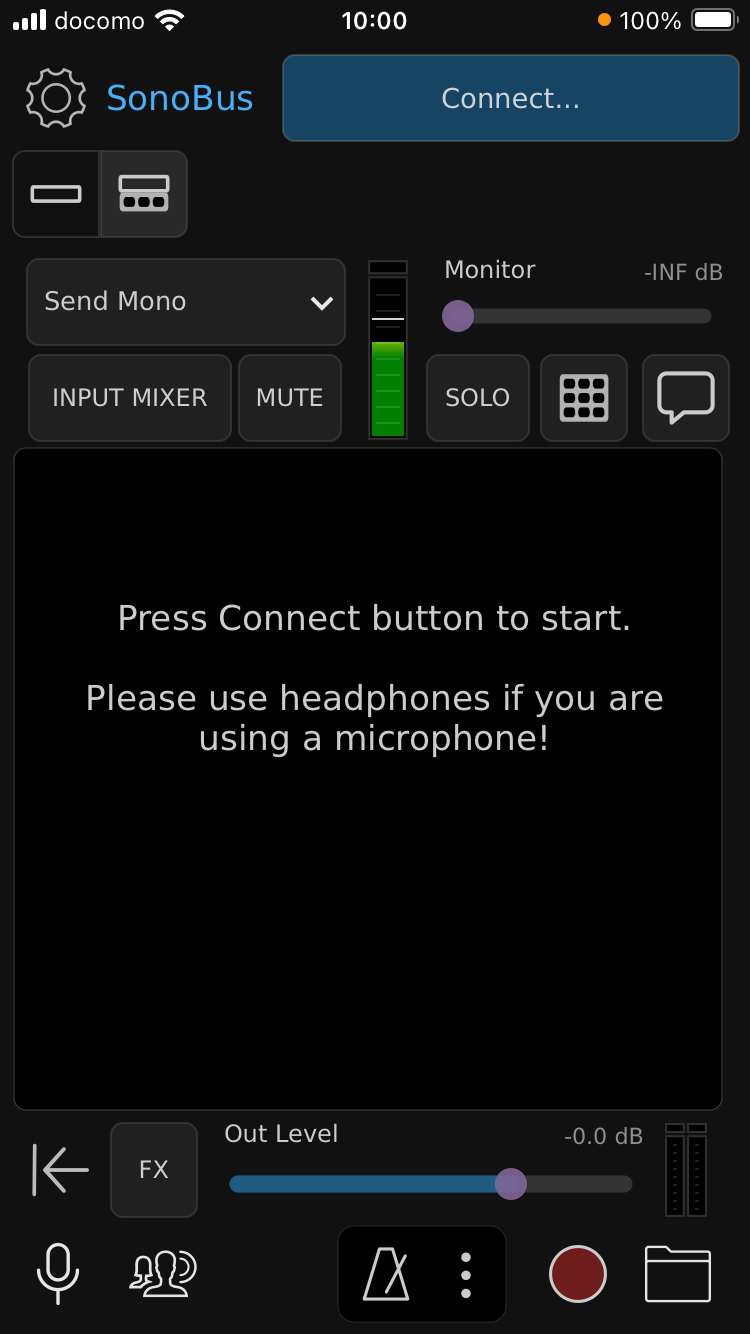 docomo 10:00 100%
SonoBus Connect...
Send Mono Monitor -INF dB
INPUT MIXER MUTE SOLO
Press Connect button to start.
Please use headphones if you are
using a microphone!
Out Level -0.0 dB
FX